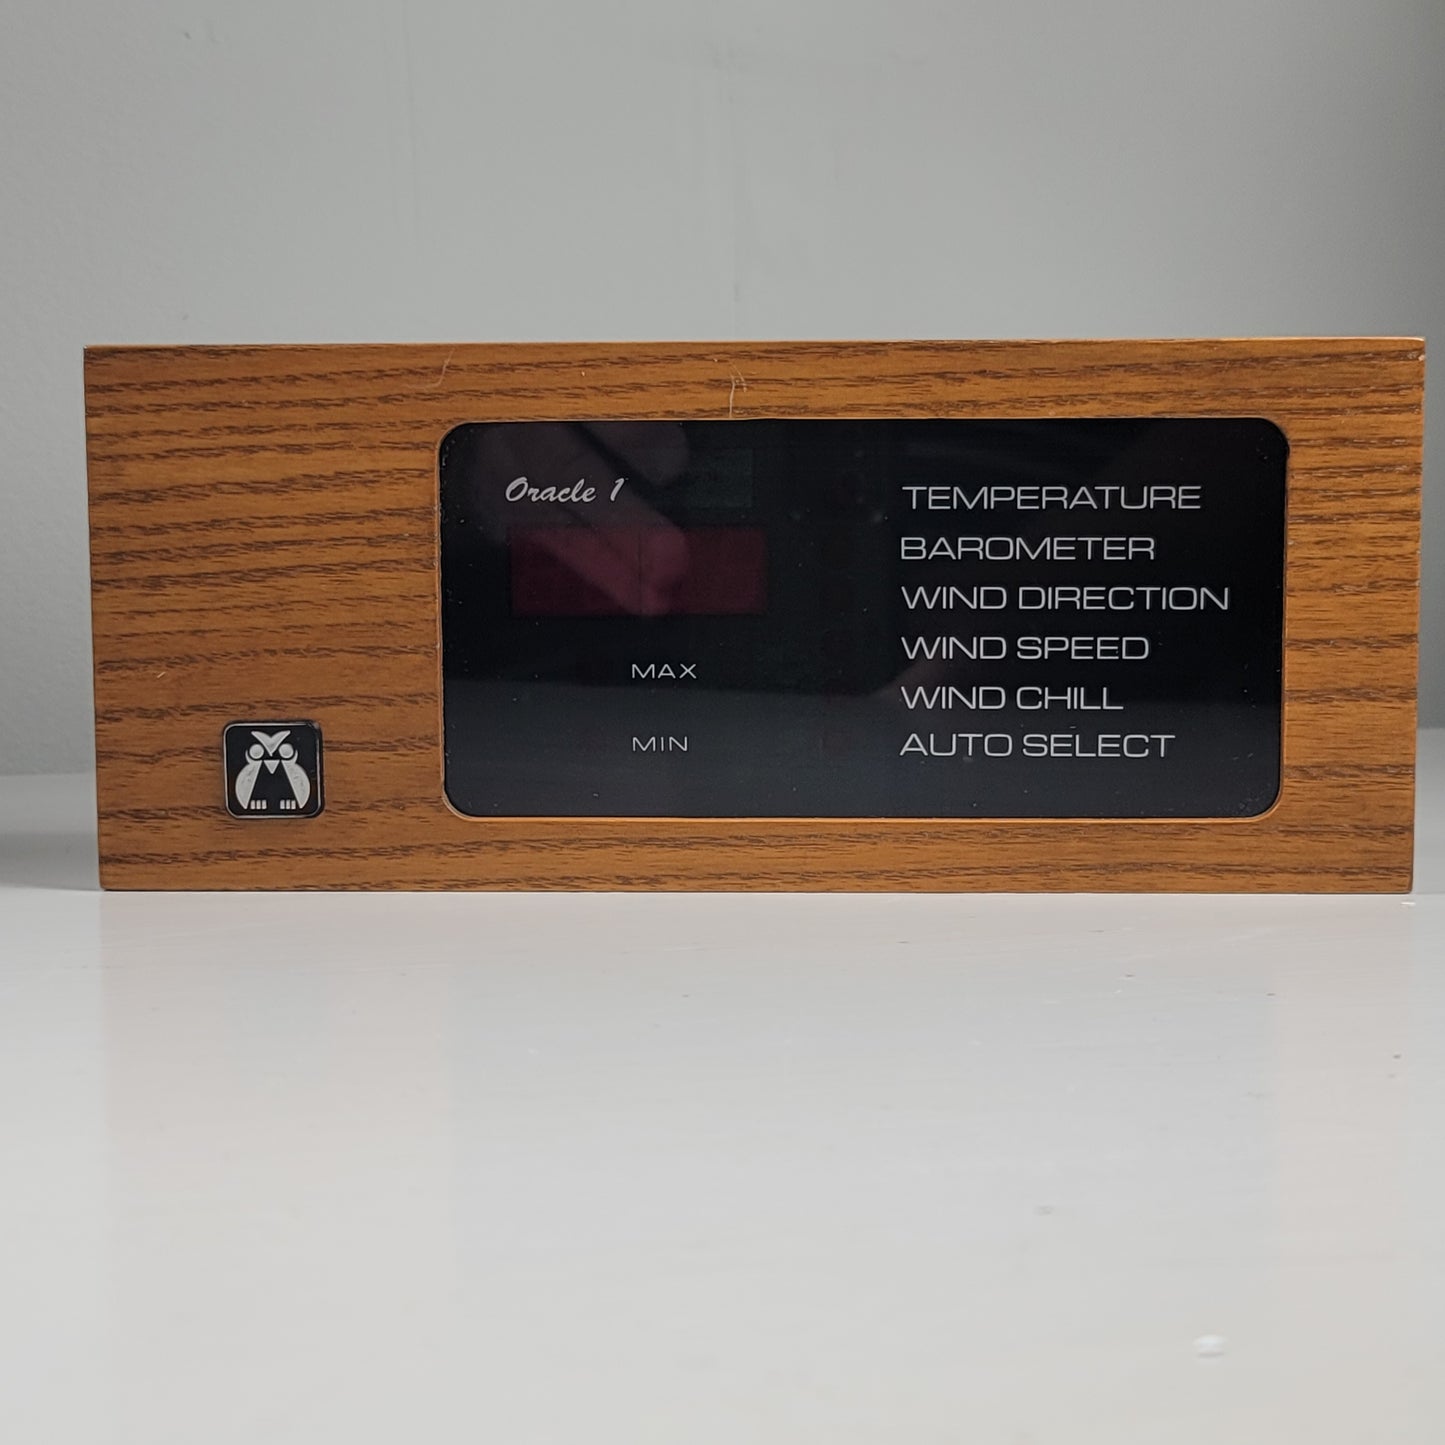 Oracle 1
MAX
MIN
TEMPERATURE
BAROMETER
WIND DIRECTION
WIND SPEED
WIND CHILL
AUTO SELECT